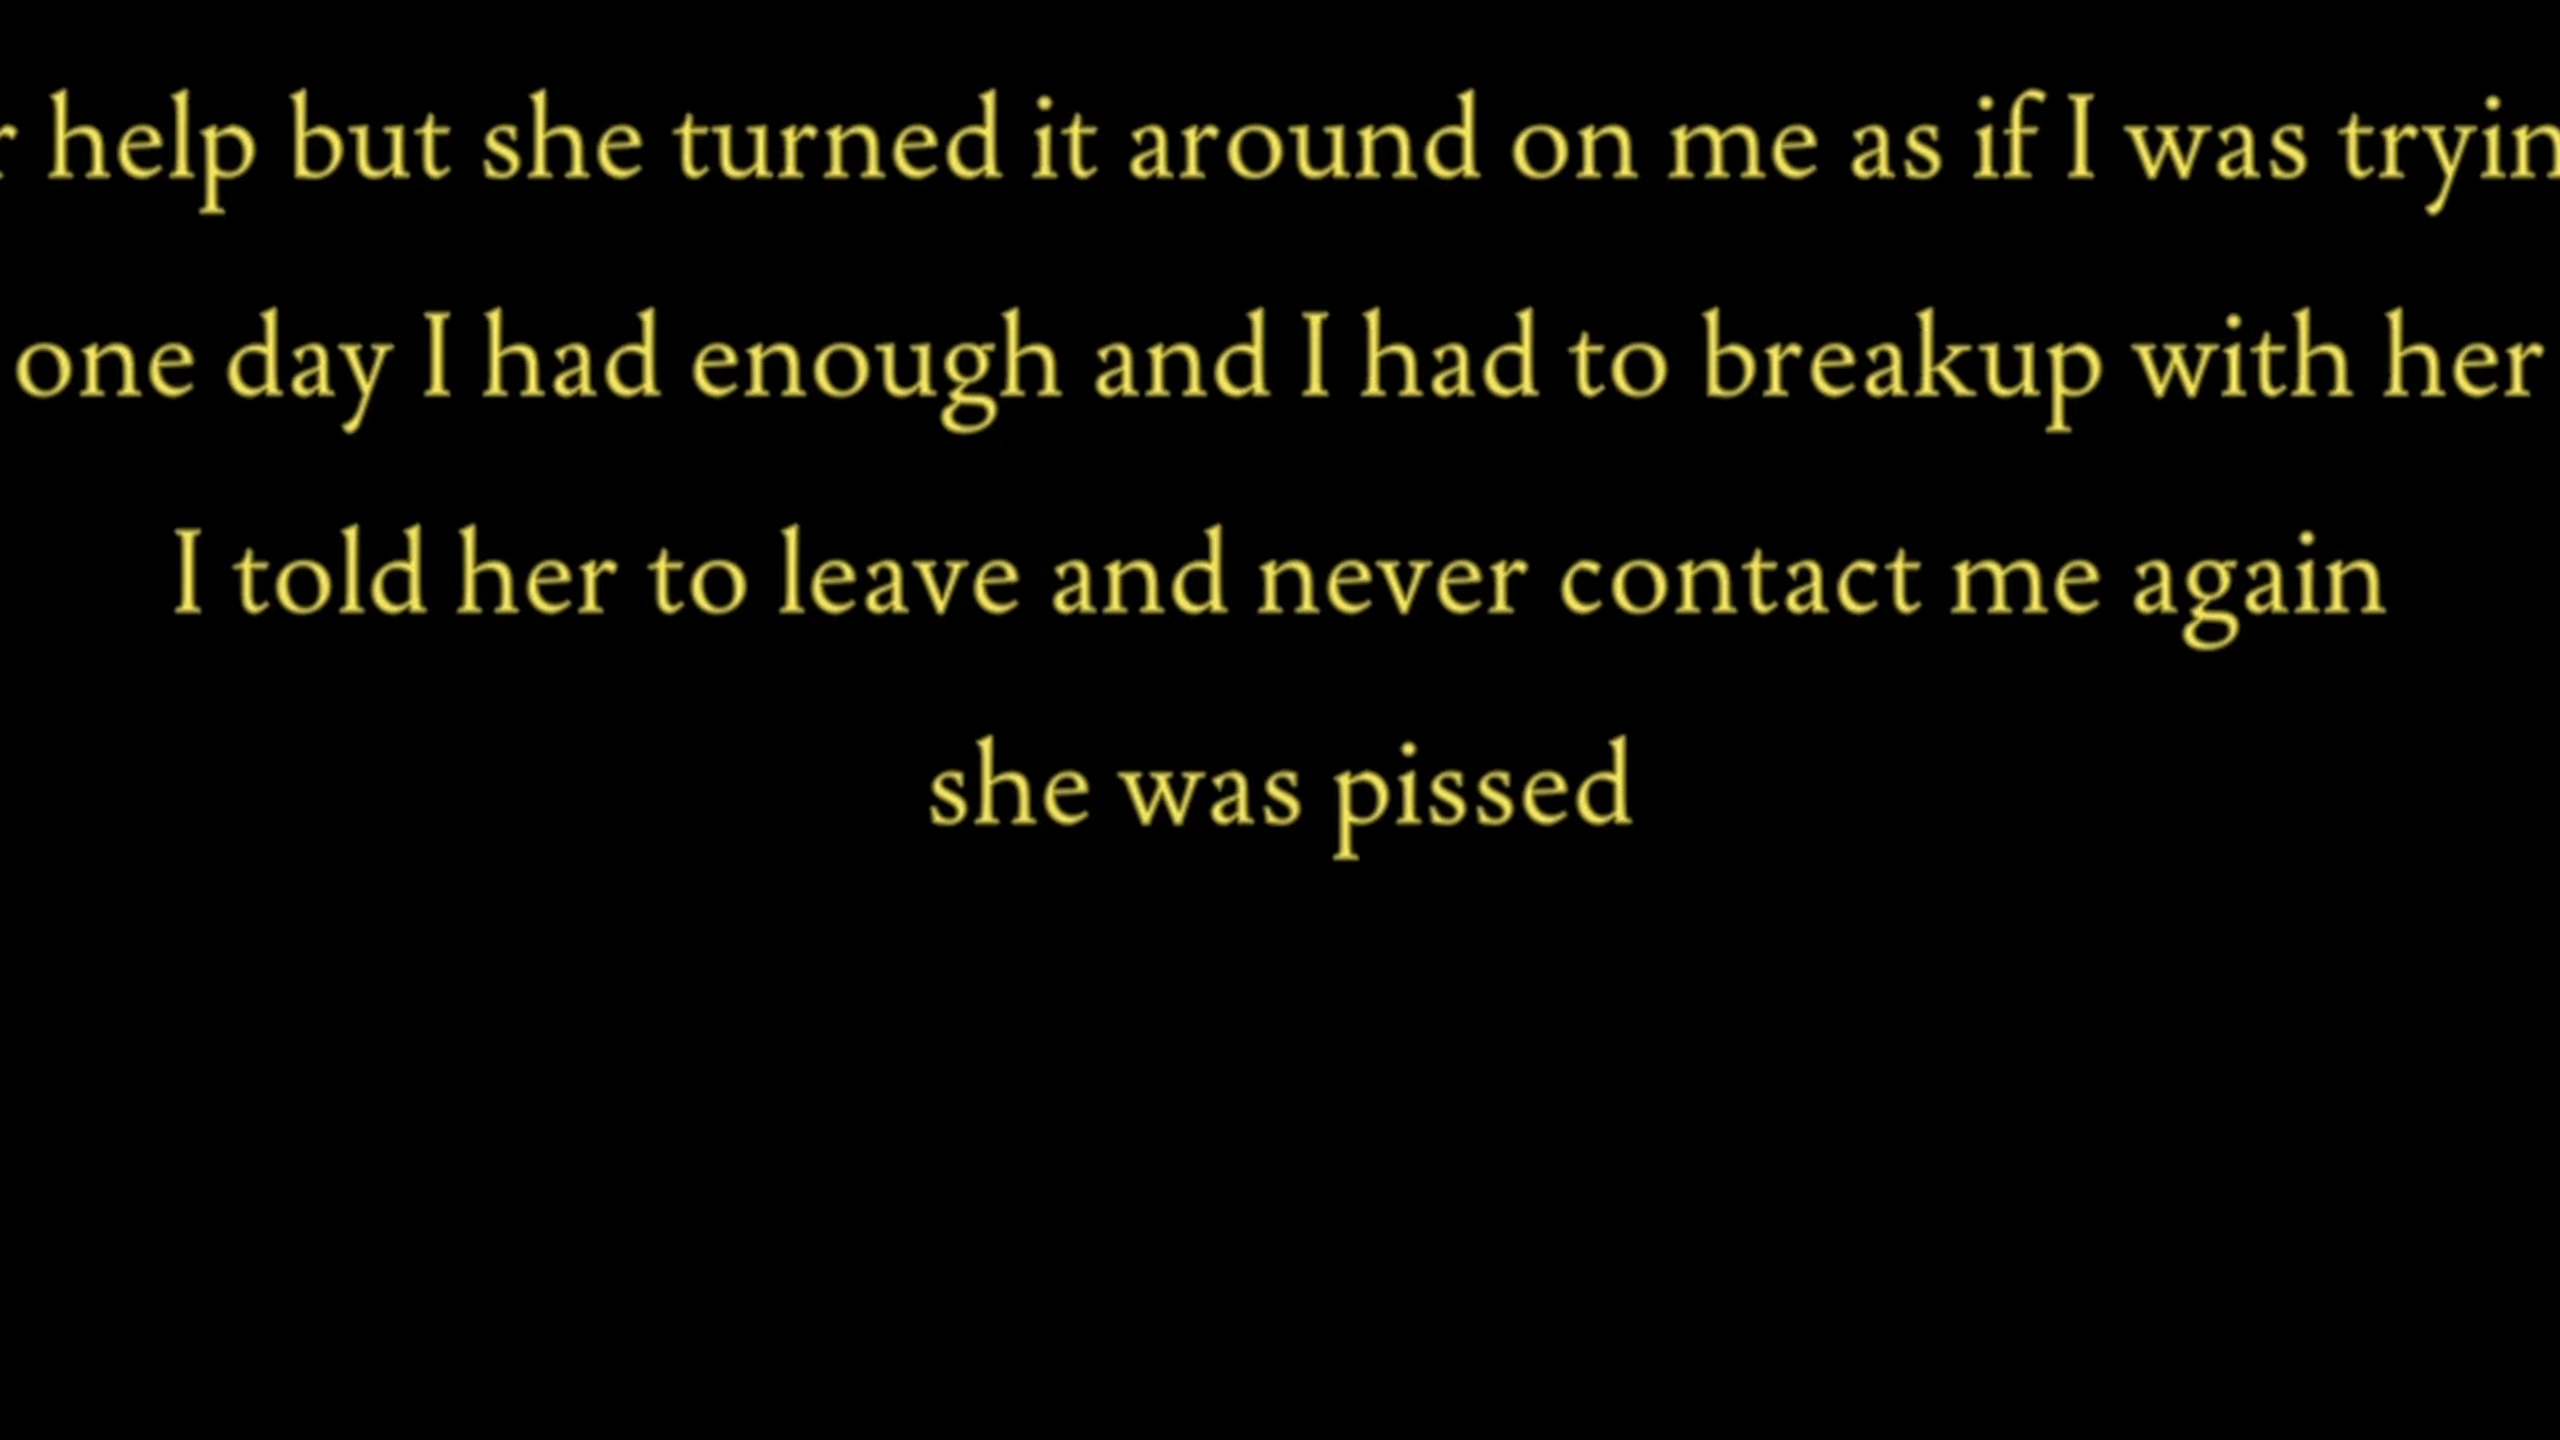 help but she turned it around on me as if I was
one day I had enough and I had to breakup with her
I told her to leave and never contact me again
she was pissed